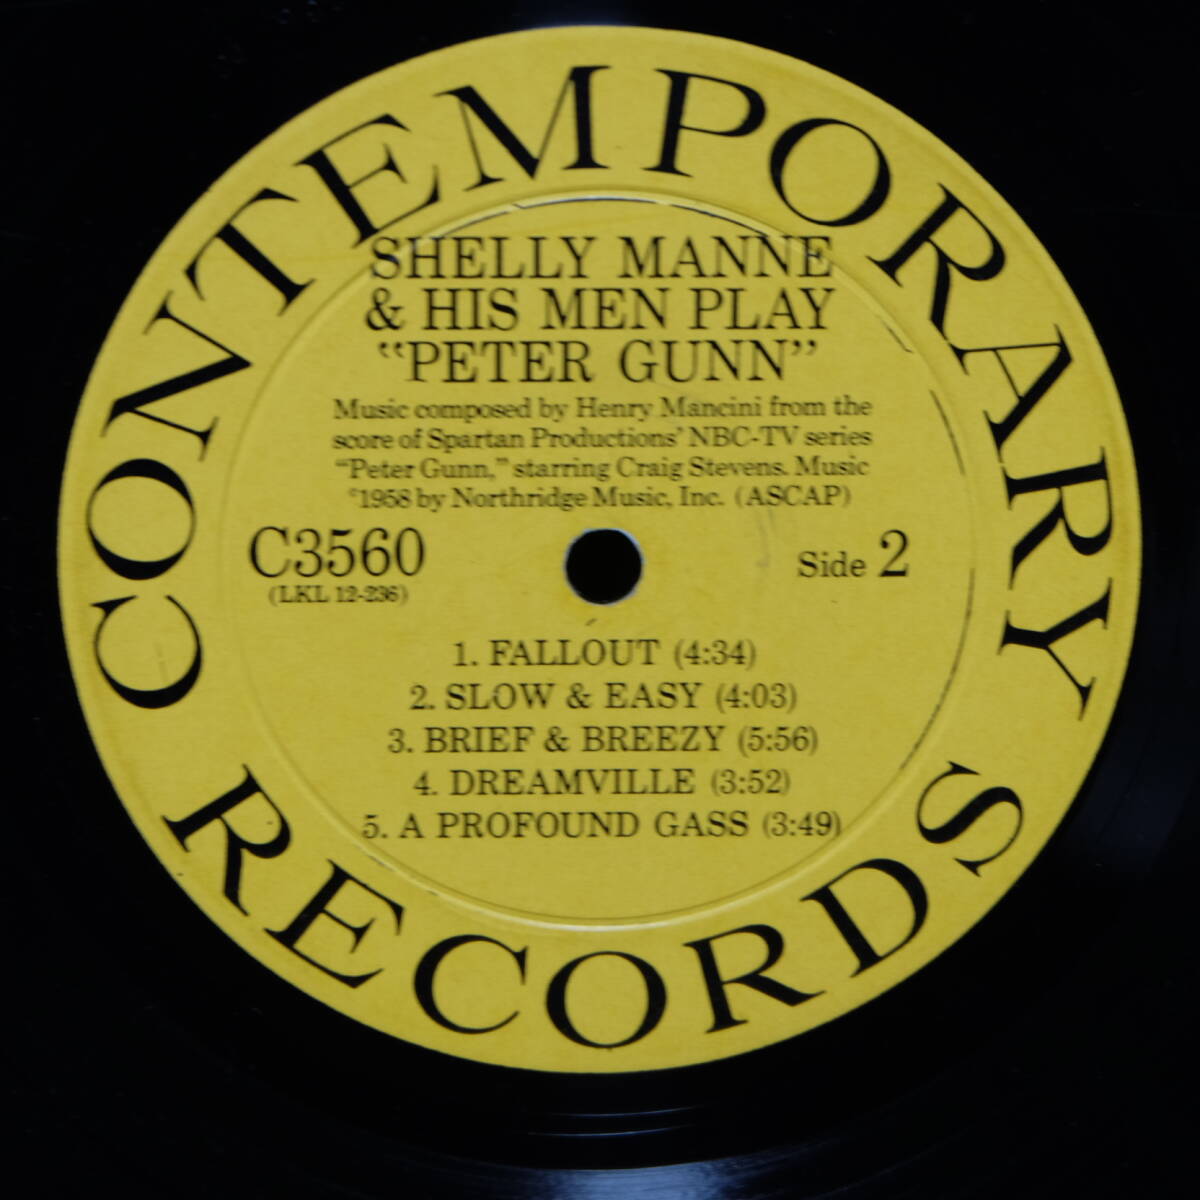 CONTEMPORARY
SHELLY MANNE
& HIS MEN PLAY
"PETER GUNN"
Music composed by Henry Mancini from the
score of Spartan Productions' NBC-TV series
"Peter Gunn," starring Craig Stevens. Music
©1958 by Northridge Music, Inc. (ASCAP)
C3560
(LKL 12-236)
Side 2
1. FALLOUT (4:34)
2. SLOW & EASY (4:03)
3. BRIEF & BREEZY (5:56)
4. DREAMVILLE (3:52)
5. A PROFOUND GASS (3:49)
RECORDS